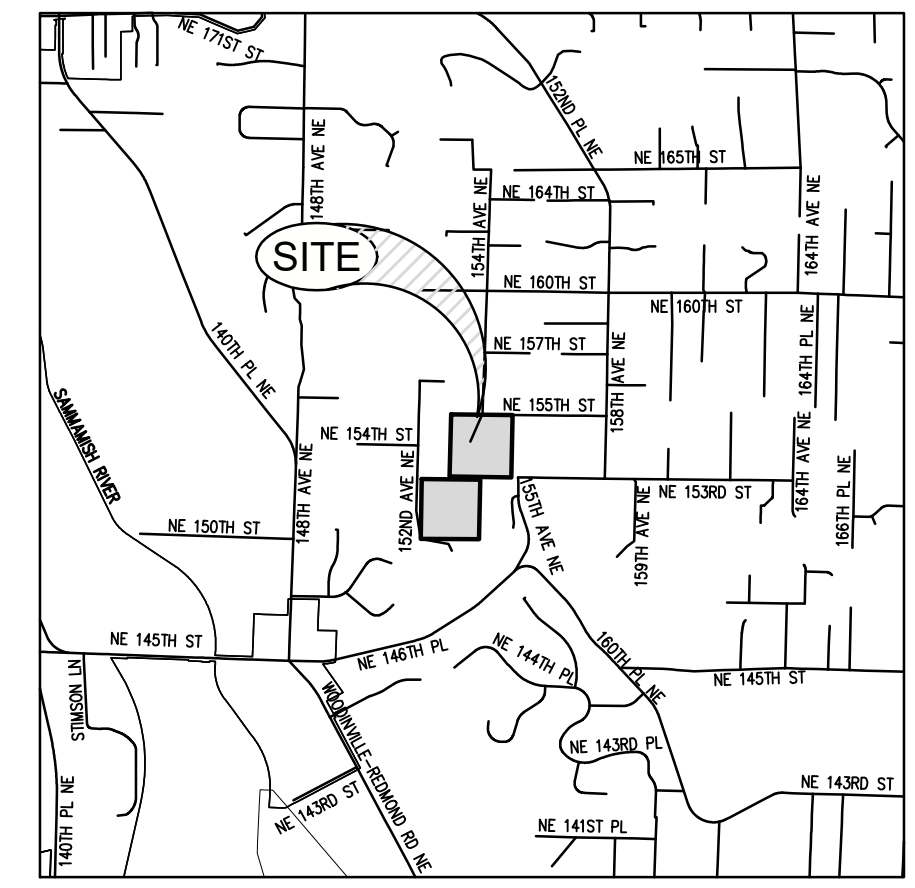 NE 171ST ST
152ND PL NE
148TH AVE NE
NE 165TH ST
154TH AVE NE
NE 164TH ST
164TH AVE NE
SITE
NE 160TH ST
NE 160TH ST
140TH PL NE
NE 157TH ST
158TH AVE NE
164TH PL NE
SAMMAMISH RIVER
NE 155TH ST
NE 154TH ST
152ND AVE NE
148TH AVE NE
164TH AVE NE
166TH PL NE
NE 153RD ST
155TH AVE NE
159TH AVE NE
NE 150TH ST
NE 145TH ST
NE 146TH PL
NE 144TH PL
160TH PL NE
NE 145TH ST
STIMSON LN
WOODINVILLE-REDMOND RD NE
NE 143RD PL
NE 143RD ST
NE 143RD ST
140TH PL NE
NE 141ST PL